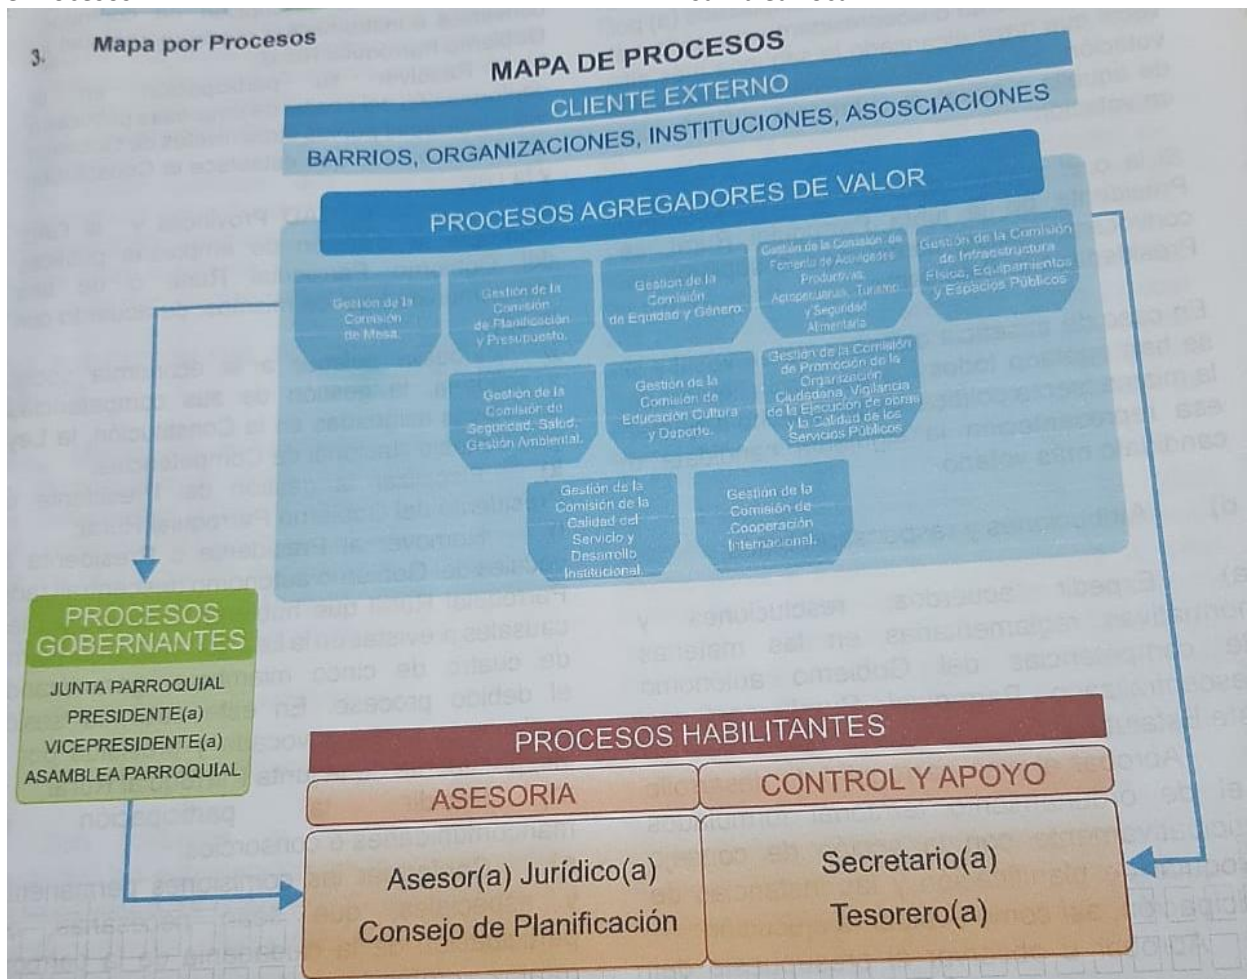 3. Mapa por Procesos
MAPA DE PROCESOS
CLIENTE EXTERNO
BARRIOS, ORGANIZACIONES, INSTITUCIONES, ASOSCIACIONES
PROCESOS AGREGADORES DE VALOR
Gestión de la
Comisión
de Mesa.
Gestión de la
Comisión
de Planificación
y Presupuesto.
Gestión de la
Comisión
de Equidad y Género.
Gestión de la Comisión de
Fomento de Actividades
Productivas,
Agropecuarias, Turismo
y Seguridad
Alimentaria
Gestión de la Comisión
de Infraestructura
Física, Equipamientos
y Espacios Públicos
Gestión de la
Comisión de
Seguridad, Salud,
Gestión Ambiental.
Gestión de la
Comisión de
Educación Cultura
y Deporte.
Gestión de la Comisión
de Promoción de la
Organización
Ciudadana, Vigilancia
de la Ejecución de obras
y la Calidad de los
Servicios Públicos
Gestión de la
Comisión de la
Calidad del
Servicio y
Desarrollo
Institucional.
Gestión de la
Comisión de
Cooperación
Internacional.
PROCESOS
GOBERNANTES
JUNTA PARROQUIAL
PRESIDENTE(a)
VICEPRESIDENTE(a)
ASAMBLEA PARROQUIAL
PROCESOS HABILITANTES
ASESORIA
CONTROL Y APOYO
Asesor(a) Jurídico(a)
Consejo de Planificación
Secretario(a)
Tesorero(a)